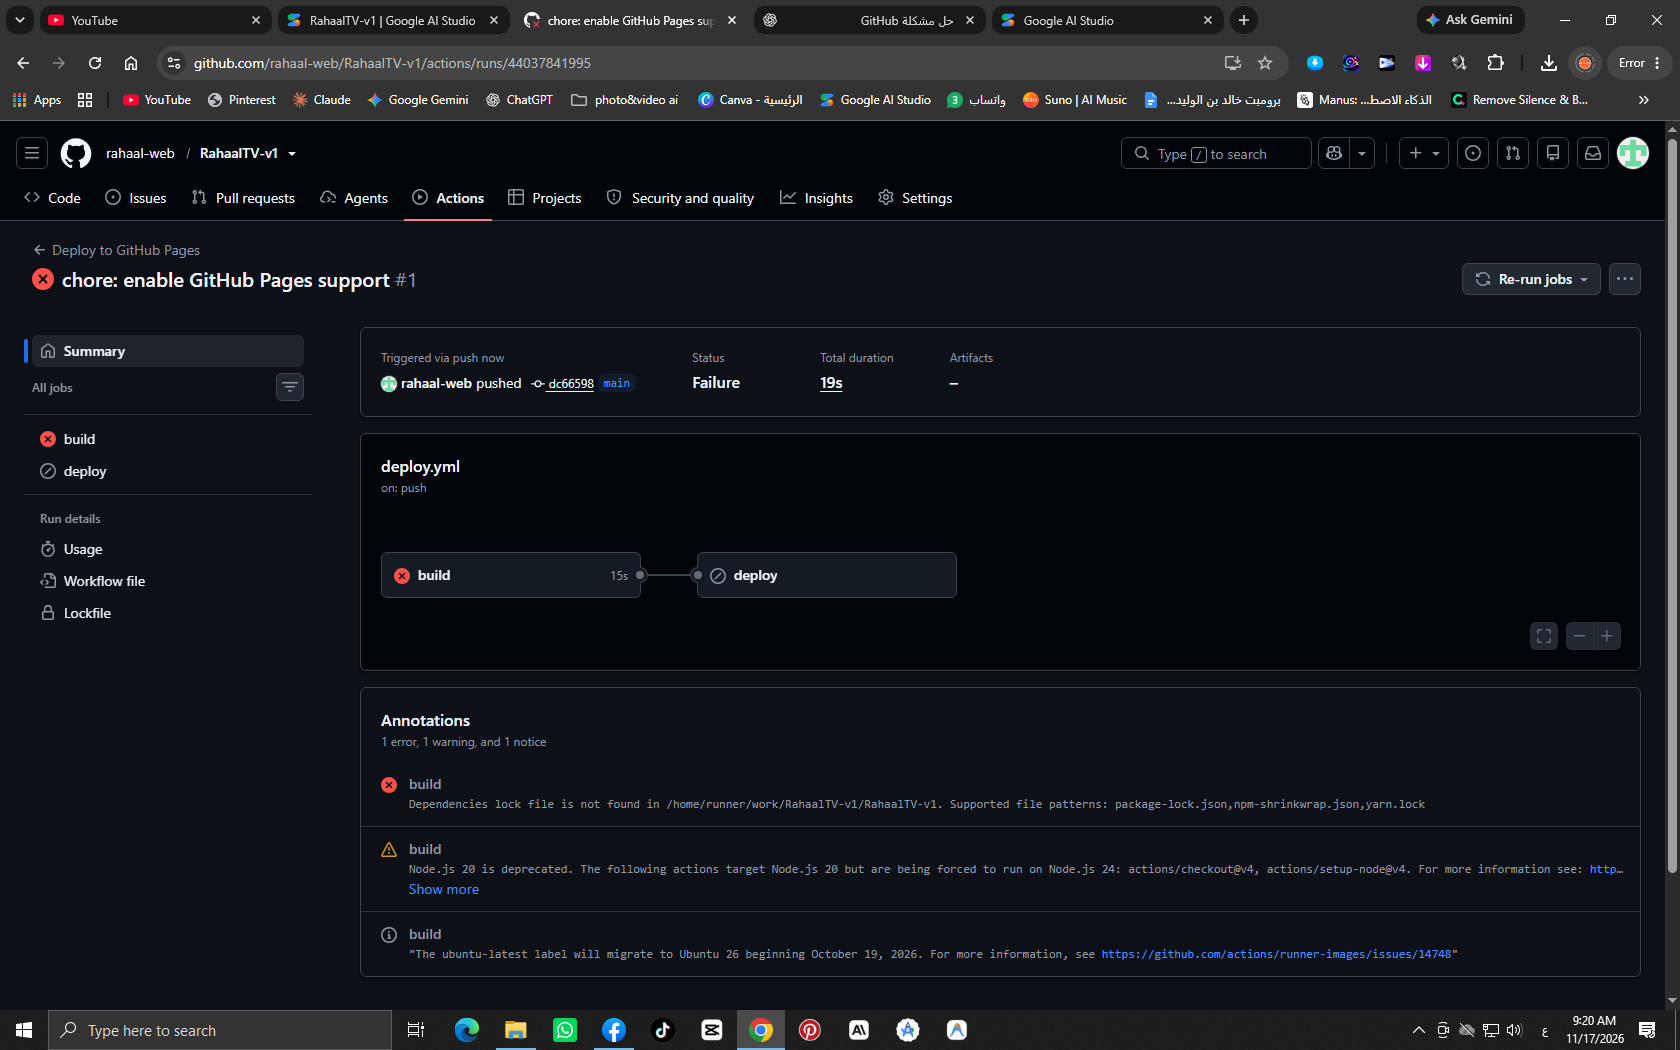 YouTube
RahaalTV-v1 | Google AI Studio
chore: enable GitHub Pages sup
حل مشكلة GitHub
Google AI Studio
Ask Gemini
github.com/rahaal-web/RahaalTV-v1/actions/runs/44037841995
Error
Apps
YouTube
Pinterest
Claude
Google Gemini
ChatGPT
photo&video ai
الرئيسية - Canva
Google AI Studio
3
واتساب
Suno | AI Music
برومبت خالد بن الوليد...
Manus: ...الذكاء الاصط
Remove Silence & B...
rahaal-web / RahaalTV-v1
Type / to search
Code
Issues
Pull requests
Agents
Actions
Projects
Security and quality
Insights
Settings
Deploy to GitHub Pages
chore: enable GitHub Pages support #1
Re-run jobs
Summary
All jobs
build
deploy
Run details
Usage
Workflow file
Lockfile
Triggered via push now
rahaal-web pushed dc66598 main
Status
Failure
Total duration
19s
Artifacts
–
deploy.yml
on: push
build 15s
deploy
Annotations
1 error, 1 warning, and 1 notice
build
Dependencies lock file is not found in /home/runner/work/RahaalTV-v1/RahaalTV-v1. Supported file patterns: package-lock.json,npm-shrinkwrap.json,yarn.lock
build
Node.js 20 is deprecated. The following actions target Node.js 20 but are being forced to run on Node.js 24: actions/checkout@v4, actions/setup-node@v4. For more information see: http…
Show more
build
"The ubuntu-latest label will migrate to Ubuntu 26 beginning October 19, 2026. For more information, see https://github.com/actions/runner-images/issues/14748"
Type here to search
ع
9:20 AM
11/17/2026